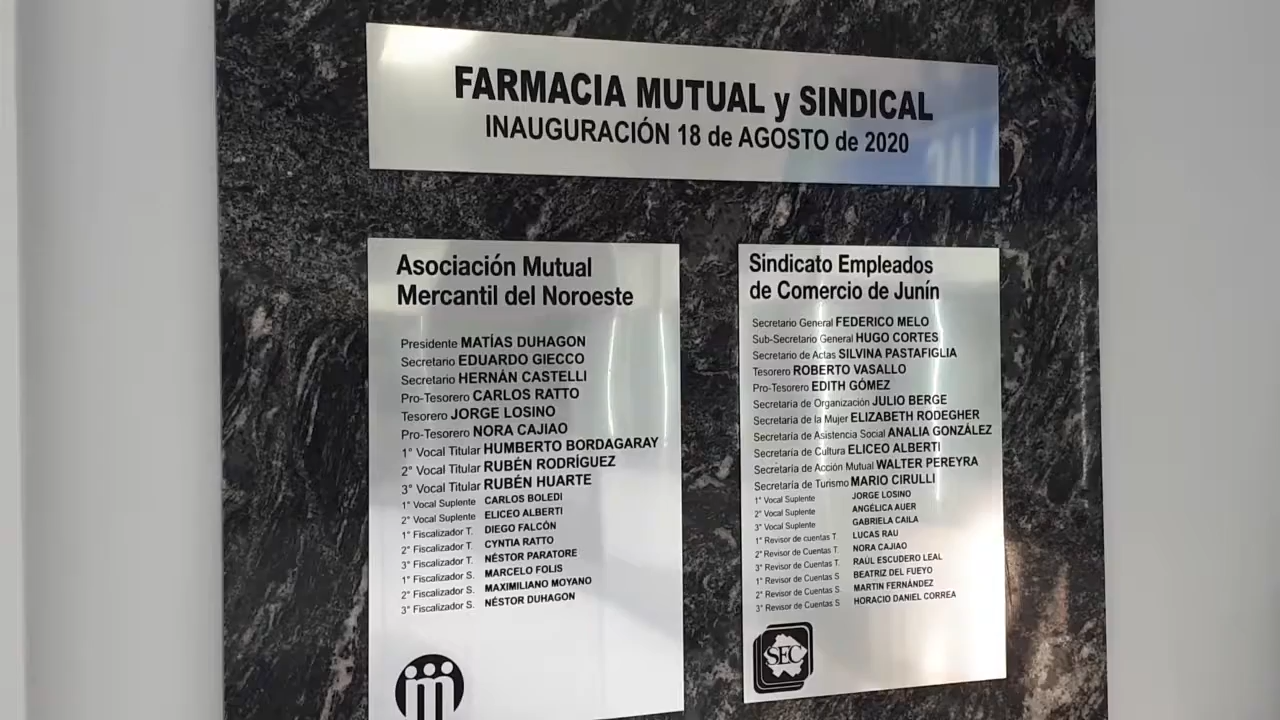 FARMACIA MUTUAL y SINDICAL
INAUGURACIÓN 18 de AGOSTO de 2020
Asociación Mutual
Mercantil del Noroeste
Presidente MATÍAS DUHAGON
Secretario EDUARDO GIECCO
Secretario HERNÁN CASTELLI
Pro-Tesorero CARLOS RATTO
Tesorero JORGE LOSINO
Pro-Tesorero NORA CAJIAO
1° Vocal Titular HUMBERTO BORDAGARAY
2° Vocal Titular RUBÉN RODRÍGUEZ
3° Vocal Titular RUBÉN HUARTE
1° Vocal Suplente CARLOS BOLEDI
2° Vocal Suplente ELICEO ALBERTI
1° Fiscalizador T. DIEGO FALCÓN
2° Fiscalizador T. CYNTIA RATTO
3° Fiscalizador T. NÉSTOR PARATORE
1° Fiscalizador S. MARCELO FOLIS
2° Fiscalizador S. MAXIMILIANO MOYANO
3° Fiscalizador S. NÉSTOR DUHAGON
Sindicato Empleados
de Comercio de Junín
Secretario General FEDERICO MELO
Sub-Secretario General HUGO CORTES
Secretario de Actas SILVINA PASTAFIGLIA
Tesorero ROBERTO VASALLO
Pro-Tesorero EDITH GÓMEZ
Secretaría de Organización JULIO BERGE
Secretaría de la Mujer ELIZABETH RODEGHER
Secretaría de Asistencia Social ANALIA GONZÁLEZ
Secretaría de Cultura ELICEO ALBERTI
Secretaría de Acción Mutual WALTER PEREYRA
Secretaría de Turismo MARIO CIRULLI
1° Vocal Suplente JORGE LOSINO
2° Vocal Suplente ANGÉLICA AUER
3° Vocal Suplente GABRIELA CAILA
1° Revisor de cuentas T. LUCAS RAU
2° Revisor de Cuentas T. NORA CAJIAO
3° Revisor de Cuentas T. RAUL ESCUDERO LEAL
1° Revisor de Cuentas S. BEATRIZ DEL FUEYO
2° Revisor de Cuentas S. MARTIN FERNÁNDEZ
3° Revisor de Cuentas S. HORACIO DANIEL CORREA
SEC